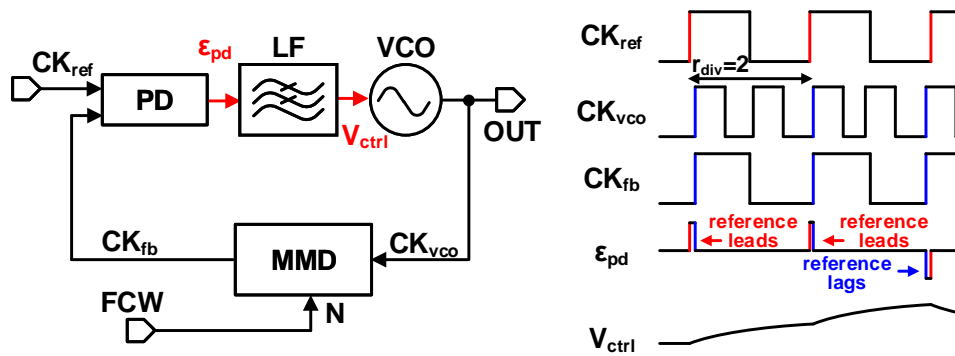 CKref
PD
εpd
LF
Vctrl
VCO
OUT
CKfb
MMD
CKvco
FCW
N
CKref
rdiv=2
CKvco
CKfb
εpd
reference
leads
reference
leads
reference
lags
Vctrl